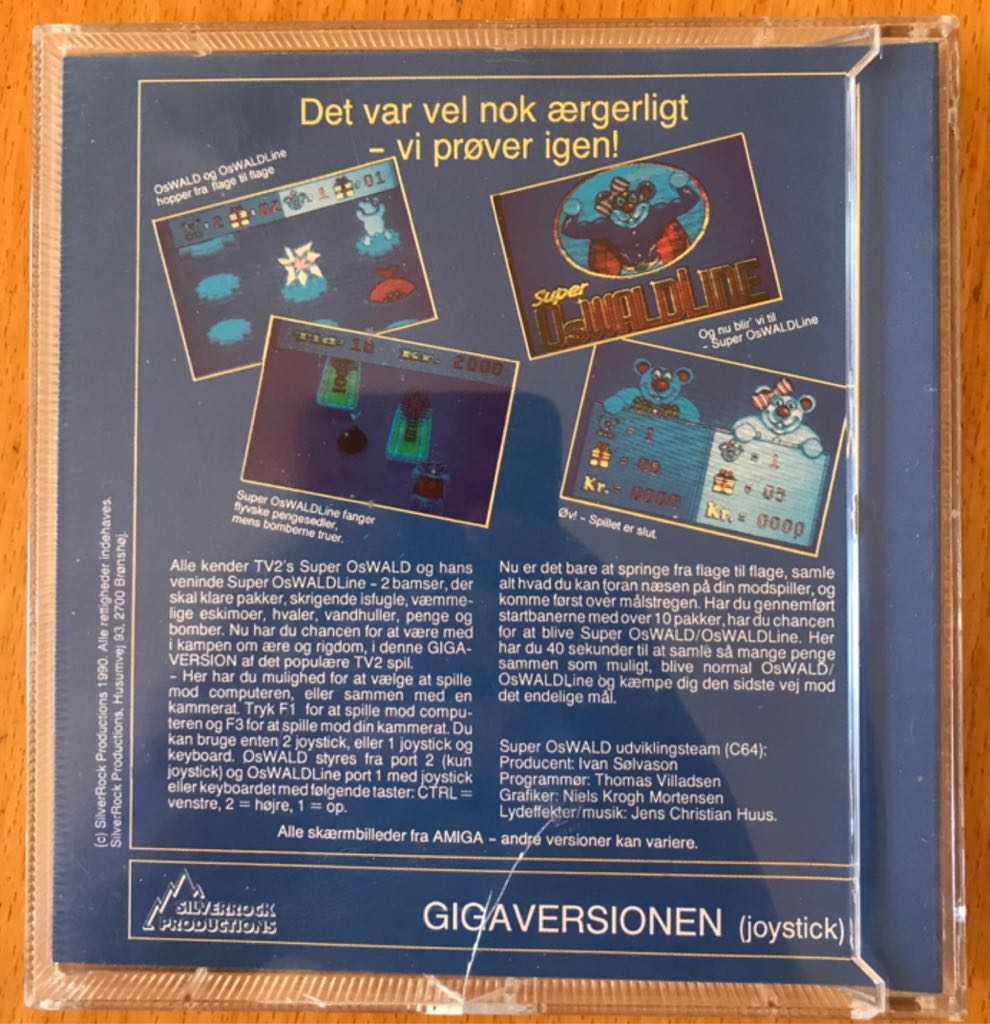 Det var vel nok ærgerligt
- vi prøver igen!
OsWALD og OsWALDLine
hopper fra flage til flage
Super
OsWALDLINE
Og nu blir' vi til
- Super OsWALDLine
Tid: 10 Kr. 2000
100
Super OsWALDLine fanger
flyvske pengesedler,
mens bomberne truer.
= 1
= 1
Kr. = 0000
Kr. = 0000
Øv! - Spillet er slut.
Alle kender TV2's Super OsWALD og hans
veninde Super OsWALDLine - 2 bamser, der
skal klare pakker, skrigende isfugle, væmme-
lige eskimoer, hvaler, vandhuller, penge og
bomber. Nu har du chancen for at være med
i kampen om ære og rigdom, i denne GIGA-
VERSION af det populære TV2 spil.
- Her har du mulighed for at vælge at spille
mod computeren, eller sammen med en
kammerat. Tryk F1 for at spille mod compu-
teren og F3 for at spille mod din kammerat. Du
kan bruge enten 2 joystick, eller 1 joystick og
keyboard. OsWALD styres fra port 2 (kun
joystick) og OsWALDLine port 1 med joystick
eller keyboardet med følgende taster: CTRL =
venstre, 2 = højre, 1 = op.
Nu er det bare at springe fra flage til flage, samle
alt hvad du kan foran næsen på din modspiller, og
komme først over målstregen. Har du gennemført
startbanerne med over 10 pakker, har du chancen
for at blive Super OsWALD/OsWALDLine. Her
har du 40 sekunder til at samle så mange penge
sammen som muligt, blive normal OsWALD/
OsWALDLine og kæmpe dig den sidste vej mod
det endelige mål.
Super OsWALD udviklingsteam (C64):
Producent: Ivan Sølvason
Programmør: Thomas Villadsen
Grafiker: Niels Krogh Mortensen
Lydeffekter/musik: Jens Christian Huus.
Alle skærmbilleder fra AMIGA - andre versioner kan variere.
(c) SilverRock Productions 1990. Alle rettigheder indehaves.
SilverRock Productions, Husumvej 93, 2700 Brønshøj.
SILVERROCK
PRODUCTIONS
GIGAVERSIONEN (joystick)